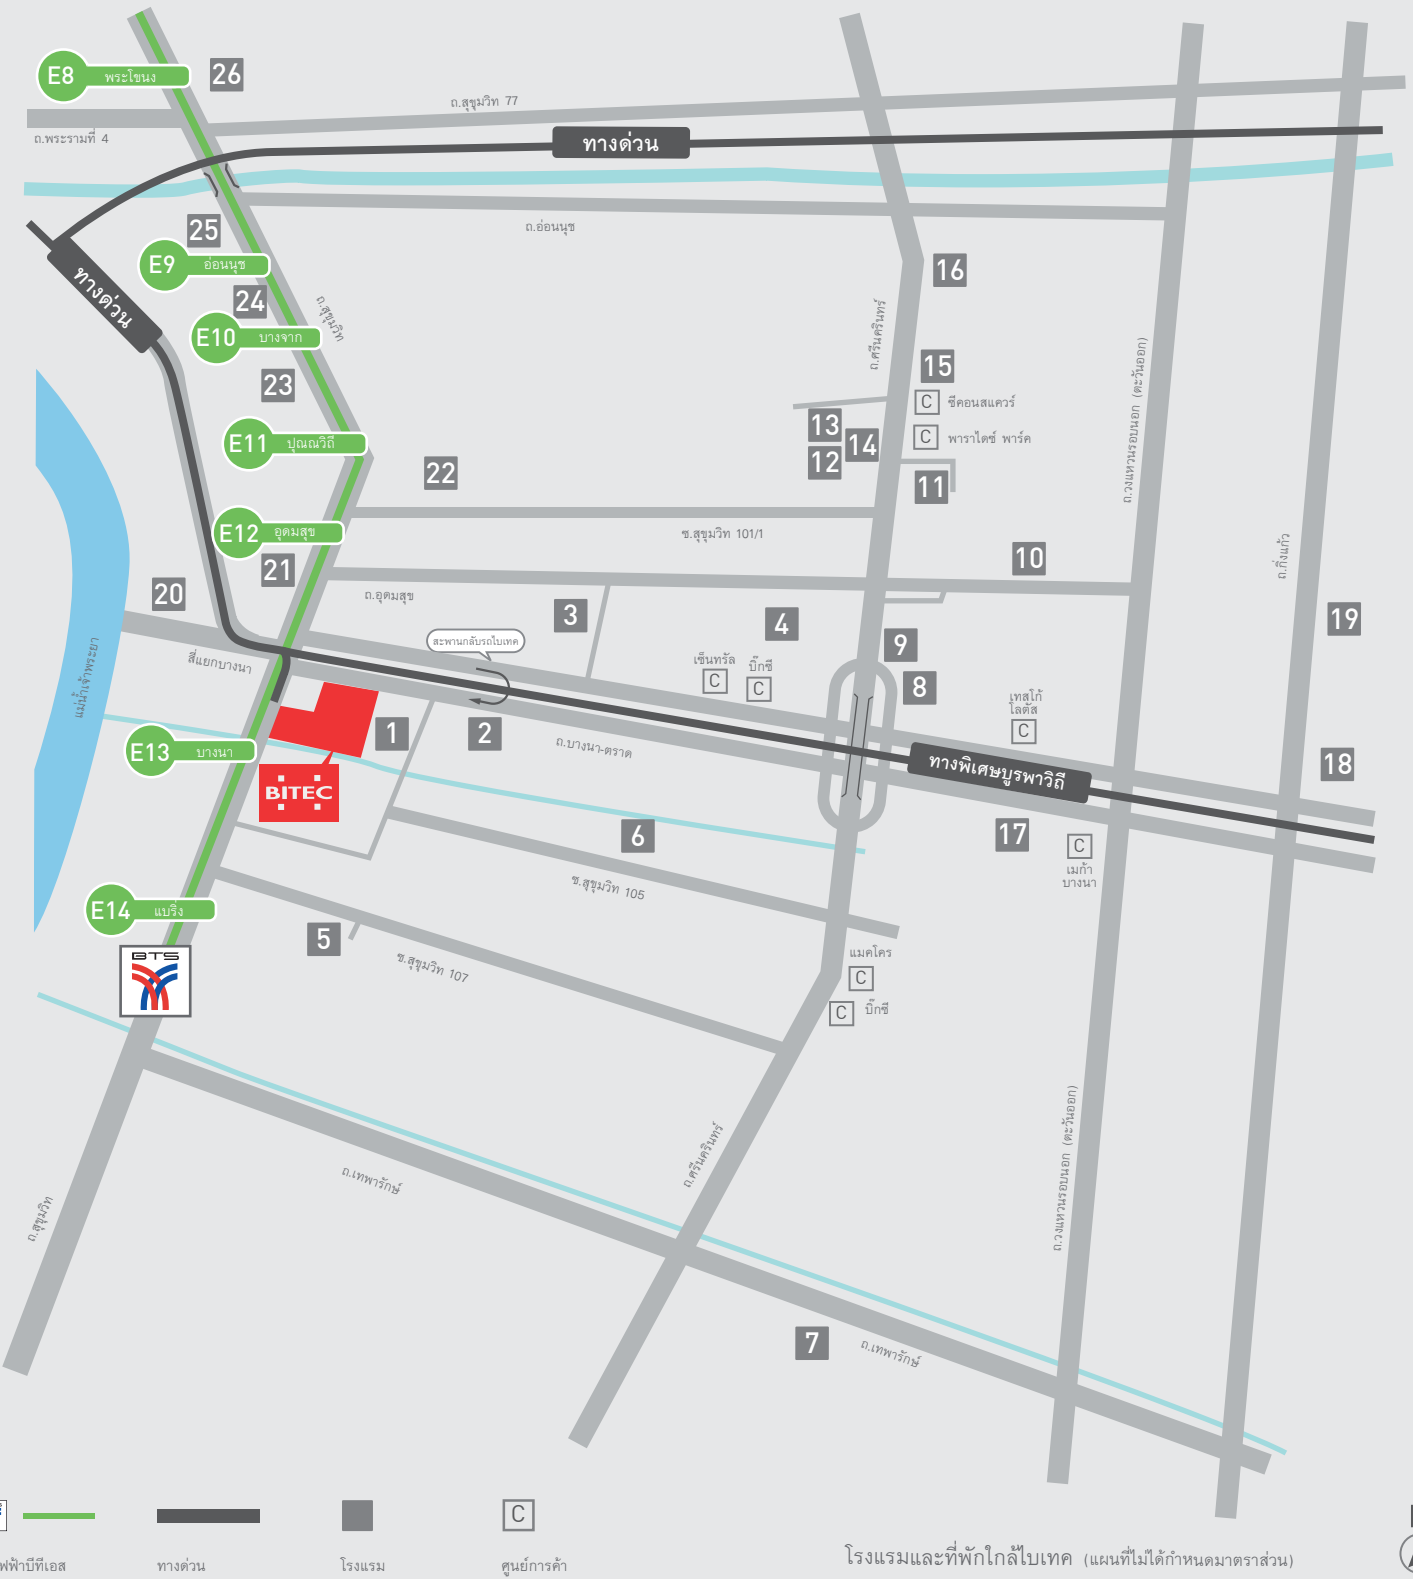 E8 พระโขนง
26
ถ.สุขุมวิท 77
ถ.พระรามที่ 4
ทางด่วน
25
ถ.อ่อนนุช
E9 อ่อนนุช
16
ทางด่วน
24
ถ.สุขุมวิท
ถ.ศรีนครินทร์
E10 บางจาก
ถ.วงแหวนรอบนอก (ตะวันออก)
15
23
C ซีคอนสแควร์
13
14
C พาราไดซ์ พาร์ค
E11 ปุณณวิถี
12
22
11
E12 อุดมสุข
ซ.สุขุมวิท 101/1
ถ.กิ่งแก้ว
21
10
20
ถ.อุดมสุข
3
4
19
สะพานกลับรถไบเทค
9
สี่แยกบางนา
แม่น้ำเจ้าพระยา
เซ็นทรัล
C
บิ๊กซี
C
8
เทสโก้
โลตัส
C
1
2
ถ.บางนา-ตราด
E13 บางนา
ทางพิเศษบูรพาวิถี
18
BITEC
6
17
C
เมก้า
บางนา
ซ.สุขุมวิท 105
E14 แบริ่ง
5
ซ.สุขุมวิท 107
BTS
แมคโคร
C
C บิ๊กซี
ถ.ศรีนครินทร์
ถ.วงแหวนรอบนอก (ตะวันออก)
ถ.เทพารักษ์
ถ.สุขุมวิท
7
ถ.เทพารักษ์
C
ฟฟ้าบีทีเอส
ทางด่วน
โรงแรม
ศูนย์การค้า
โรงแรมและที่พักใกล้ไบเทค (แผนที่ไม่ได้กำหนดมาตราส่วน)